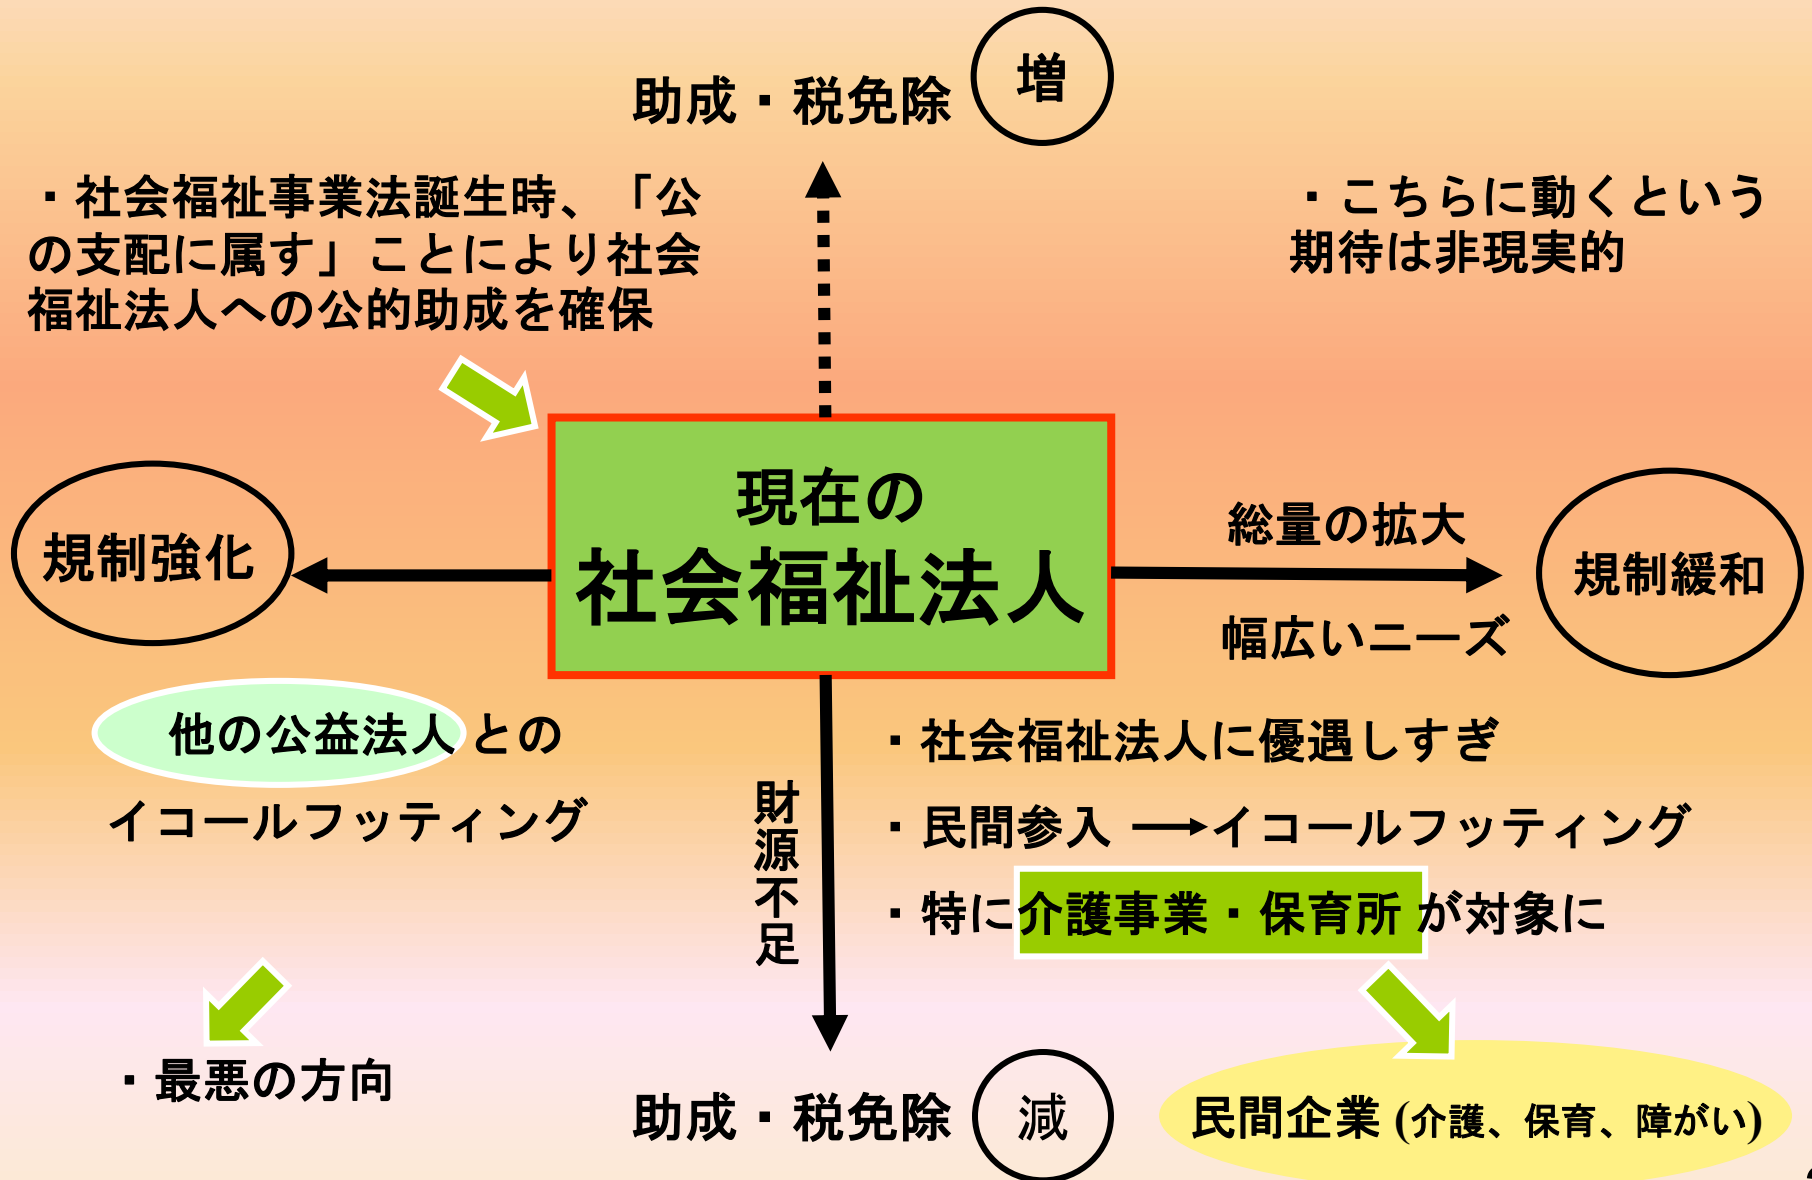 助成・税免除 増
・社会福祉事業法誕生時、「公
の支配に属す」ことにより社会
福祉法人への公的助成を確保
・こちらに動くという
期待は非現実的
現在の
社会福祉法人
規制強化
総量の拡大
幅広いニーズ
規制緩和
他の公益法人との
イコールフッティング
財源不足
・社会福祉法人に優遇しすぎ
・民間参入 →イコールフッティング
・特に介護事業・保育所が対象に
・最悪の方向
助成・税免除 減
民間企業(介護、保育、障がい)